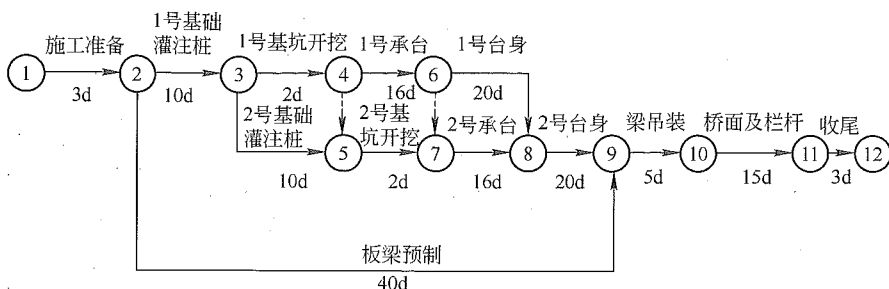 1号基础
灌注桩
施工准备
1号基坑开挖
1号承台
1号台身
①
②
③
④
⑥
3d
10d
2d
16d
20d
2号基础
灌注桩
2号基
坑开挖
2号承台
2号台身
梁吊装
桥面及栏杆
收尾
⑤
⑦
⑧
⑨
⑩
⑪
⑫
10d
2d
16d
20d
5d
15d
3d
板梁预制
40d